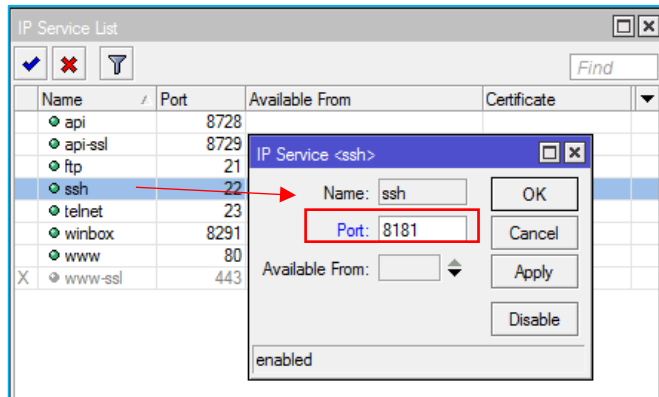 IP Service List
Find
Name Port Available From Certificate
api 8728
api-ssl 8729
ftp 21
ssh 22
telnet 23
winbox 8291
www 80
X www-ssl 443
IP Service <ssh>
Name: ssh OK
Port: 8181 Cancel
Available From: Apply
Disable
enabled